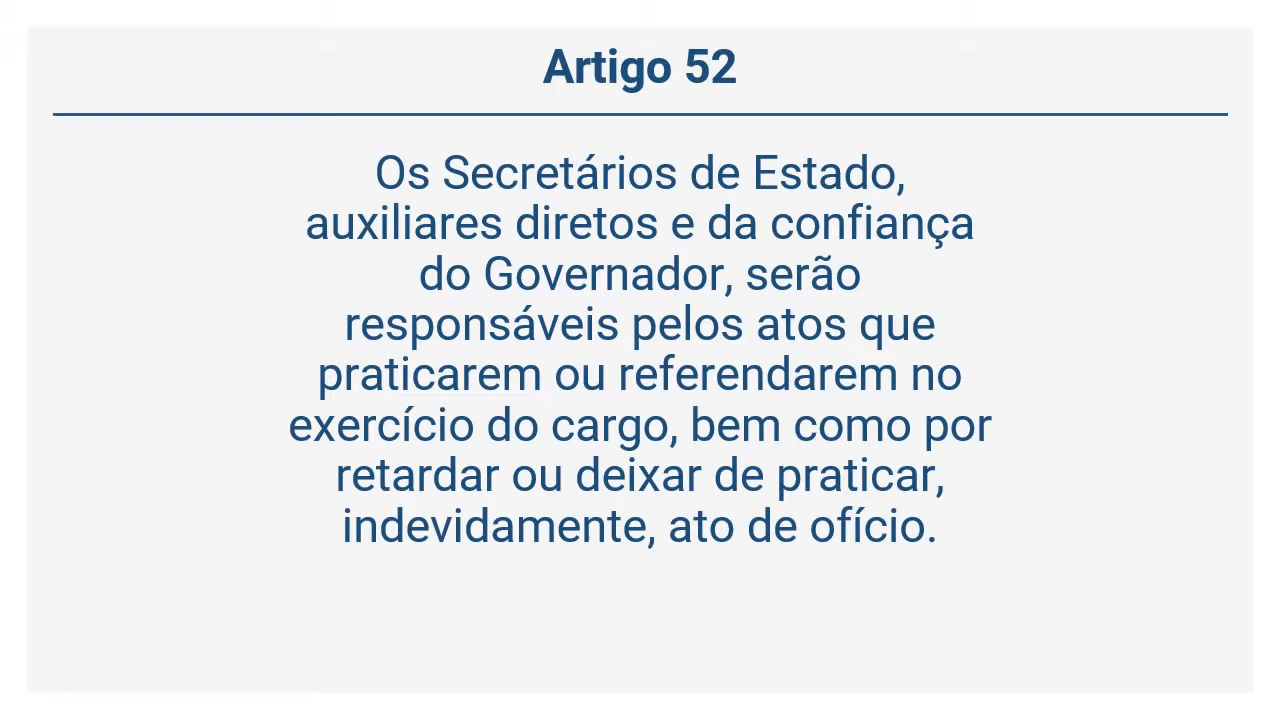 Artigo 52
Os Secretários de Estado,
auxiliares diretos e da confiança
do Governador, serão
responsáveis pelos atos que
praticarem ou referendarem no
exercício do cargo, bem como por
retardar ou deixar de praticar,
indevidamente, ato de ofício.